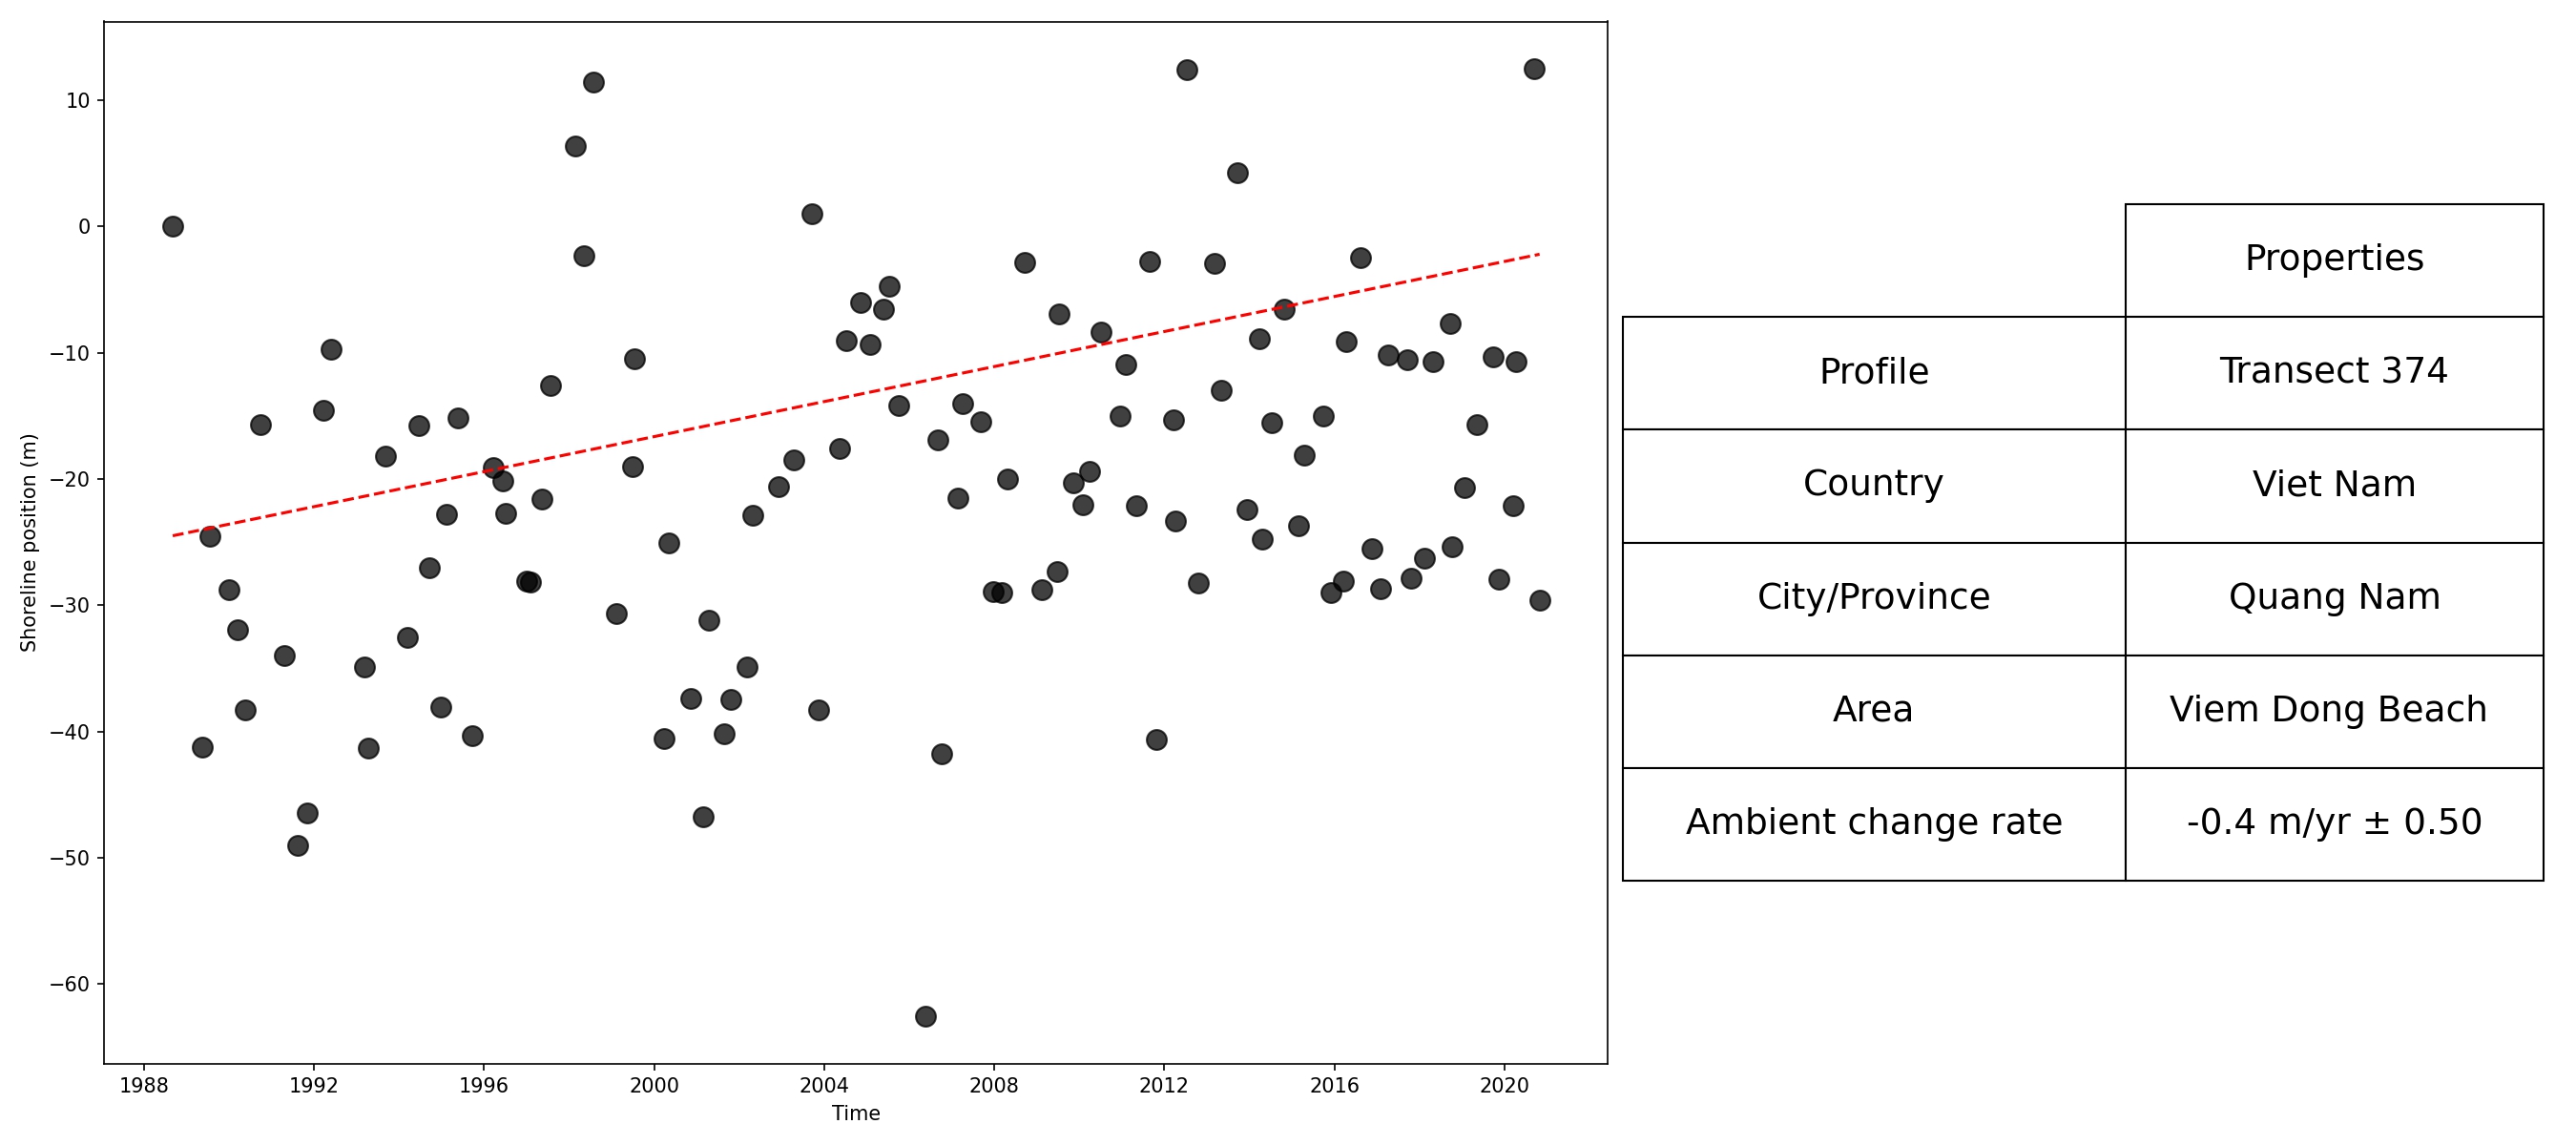 10
0
−10
−20
−30
−40
−50
−60
Shoreline position (m)
1988 1992 1996 2000 2004 2008 2012 2016 2020
Time
Properties
Profile Transect 374
Country Viet Nam
City/Province Quang Nam
Area Viem Dong Beach
Ambient change rate -0.4 m/yr ± 0.50